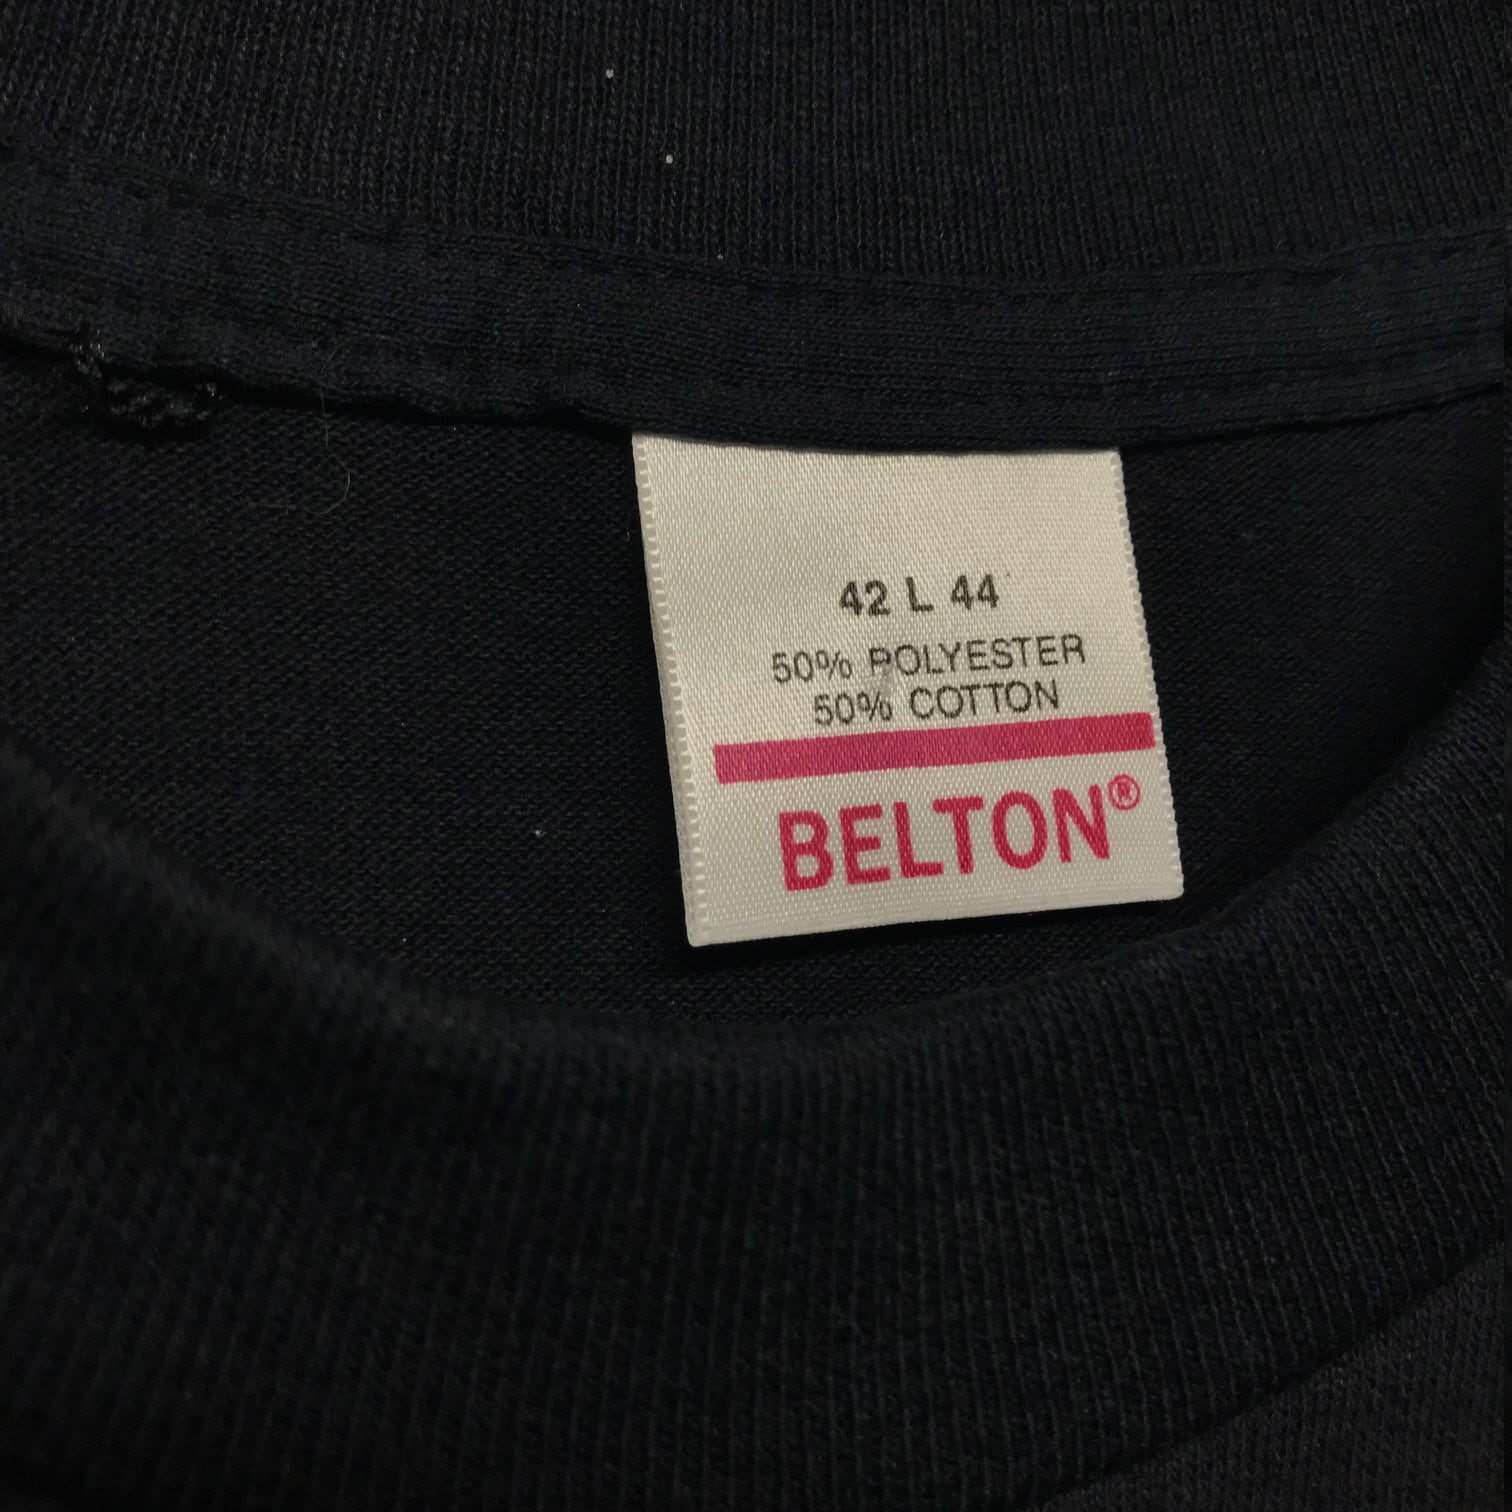 42 L 44
50% POLYESTER
50% COTTON
BELTON®